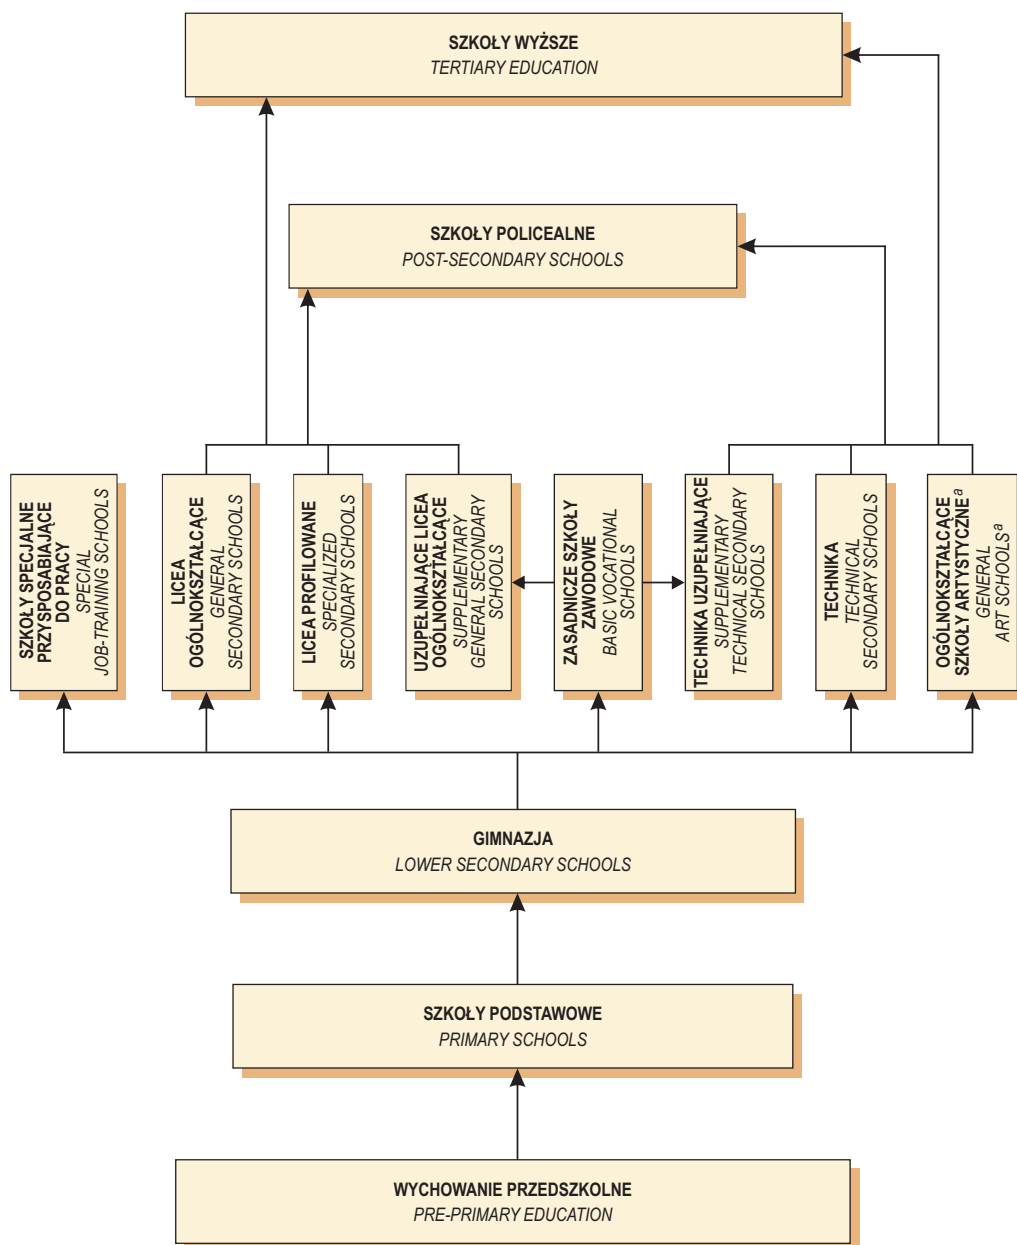 SZKOŁY WYŻSZE
TERTIARY EDUCATION
SZKOŁY POLICEALNE
POST-SECONDARY SCHOOLS
SZKOŁY SPECJALNE
PRZYSPOSABIAJĄCE
DO PRACY
SPECIAL
JOB-TRAINING SCHOOLS
LICEA
OGÓLNOKSZTAŁCĄCE
GENERAL
SECONDARY SCHOOLS
LICEA PROFILOWANE
SPECIALIZED
SECONDARY SCHOOLS
UZUPEŁNIAJĄCE LICEA
OGÓLNOKSZTAŁCĄCE
SUPPLEMENTARY
GENERAL SECONDARY
SCHOOLS
ZASADNICZE SZKOŁY
ZAWODOWE
BASIC VOCATIONAL
SCHOOLS
TECHNIKA UZUPEŁNIAJĄCE
SUPPLEMENTARY
TECHNICAL SECONDARY
SCHOOLS
TECHNIKA
TECHNICAL
SECONDARY SCHOOLS
OGÓLNOKSZTAŁCĄCE
SZKOŁY ARTYSTYCZNE a
GENERAL
ART SCHOOLS a
GIMNAZJA
LOWER SECONDARY SCHOOLS
SZKOŁY PODSTAWOWE
PRIMARY SCHOOLS
WYCHOWANIE PRZEDSZKOLNE
PRE-PRIMARY EDUCATION